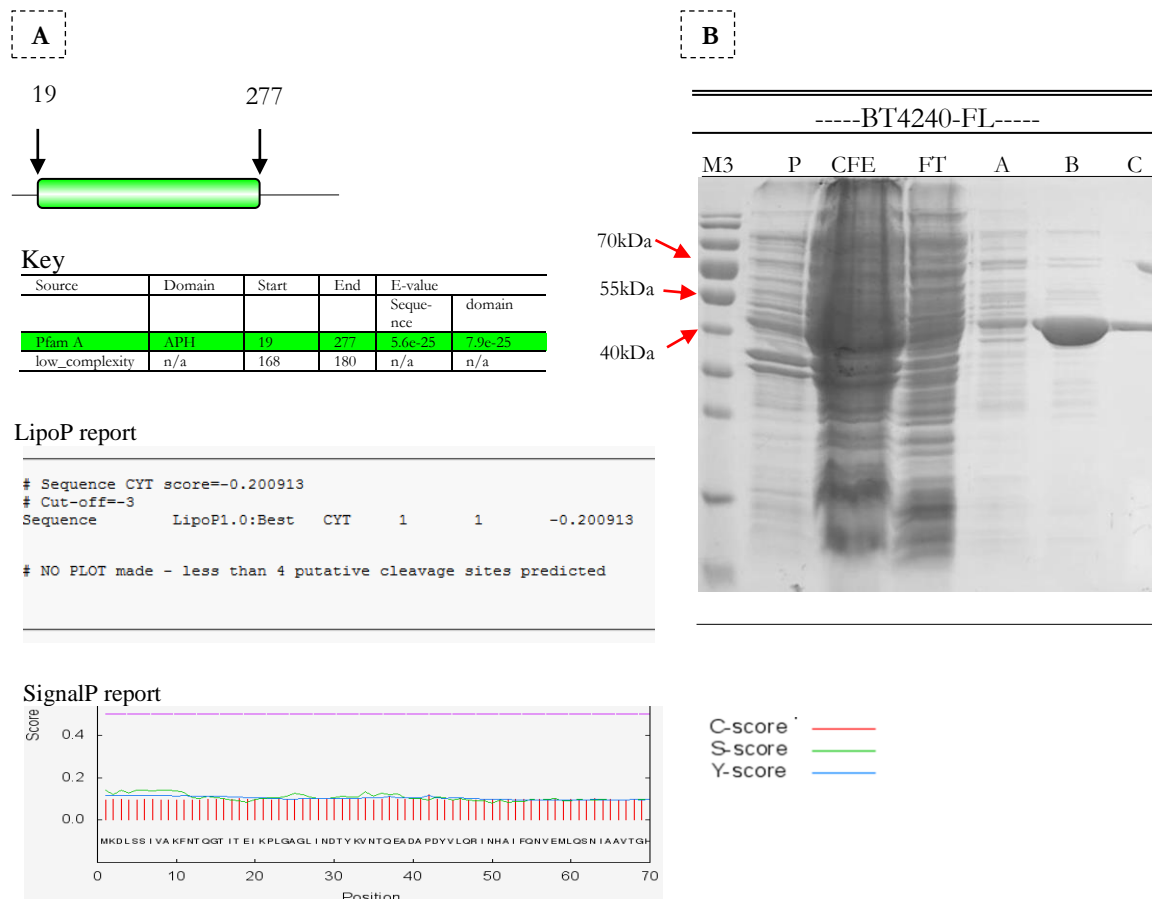 A
19 277
Key
Source Domain Start End E-value
Seque-
nce domain
Pfam A APH 19 277 5.6e-25 7.9e-25
low_complexity n/a 168 180 n/a n/a
LipoP report
# Sequence CYT score=-0.200913
# Cut-off=-3
Sequence LipoP1.0:Best CYT 1 1 -0.200913
# NO PLOT made - less than 4 putative cleavage sites predicted
SignalP report
Score
0.4
0.2
0.0
MKDLSSIVAKFNTQGTITEIKPLGAGLINDTYKVNTQEADAPDYVLQRINHAIFQNVEMLQSNIAAVTGH
0 10 20 30 40 50 60 70
Position
B
-----BT4240-FL-----
M3 P CFE FT A B C
70kDa
55kDa
40kDa
C-score
S-score
Y-score